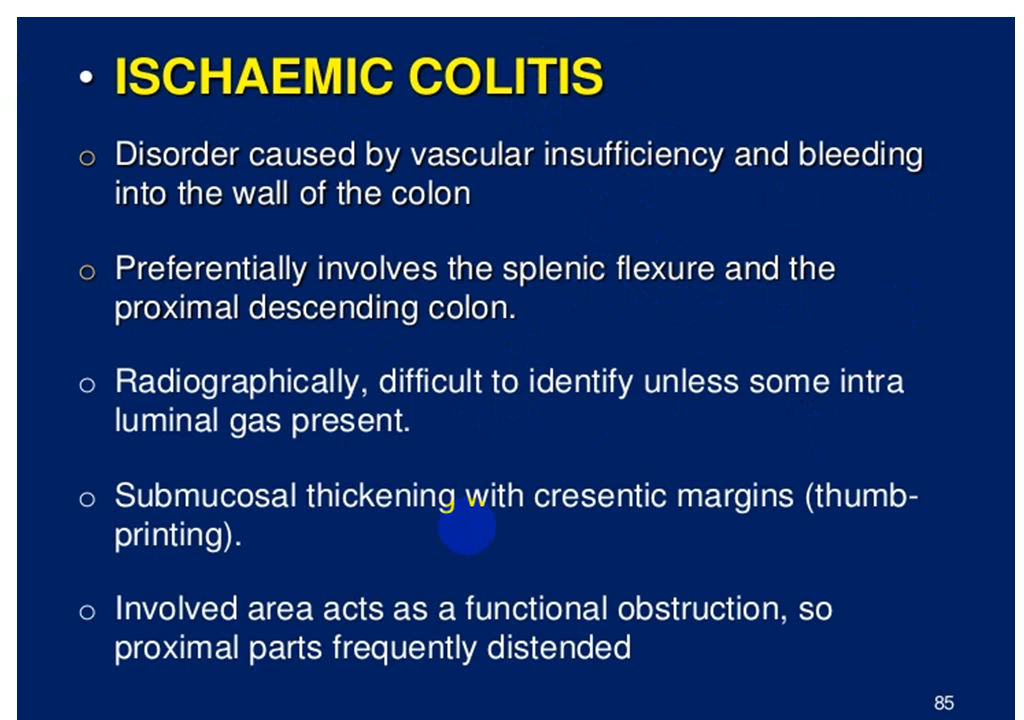 • ISCHAEMIC COLITIS
o Disorder caused by vascular insufficiency and bleeding
into the wall of the colon
o Preferentially involves the splenic flexure and the
proximal descending colon.
o Radiographically, difficult to identify unless some intra
luminal gas present.
o Submucosal thickening with cresentic margins (thumb-
printing).
o Involved area acts as a functional obstruction, so
proximal parts frequently distended
85